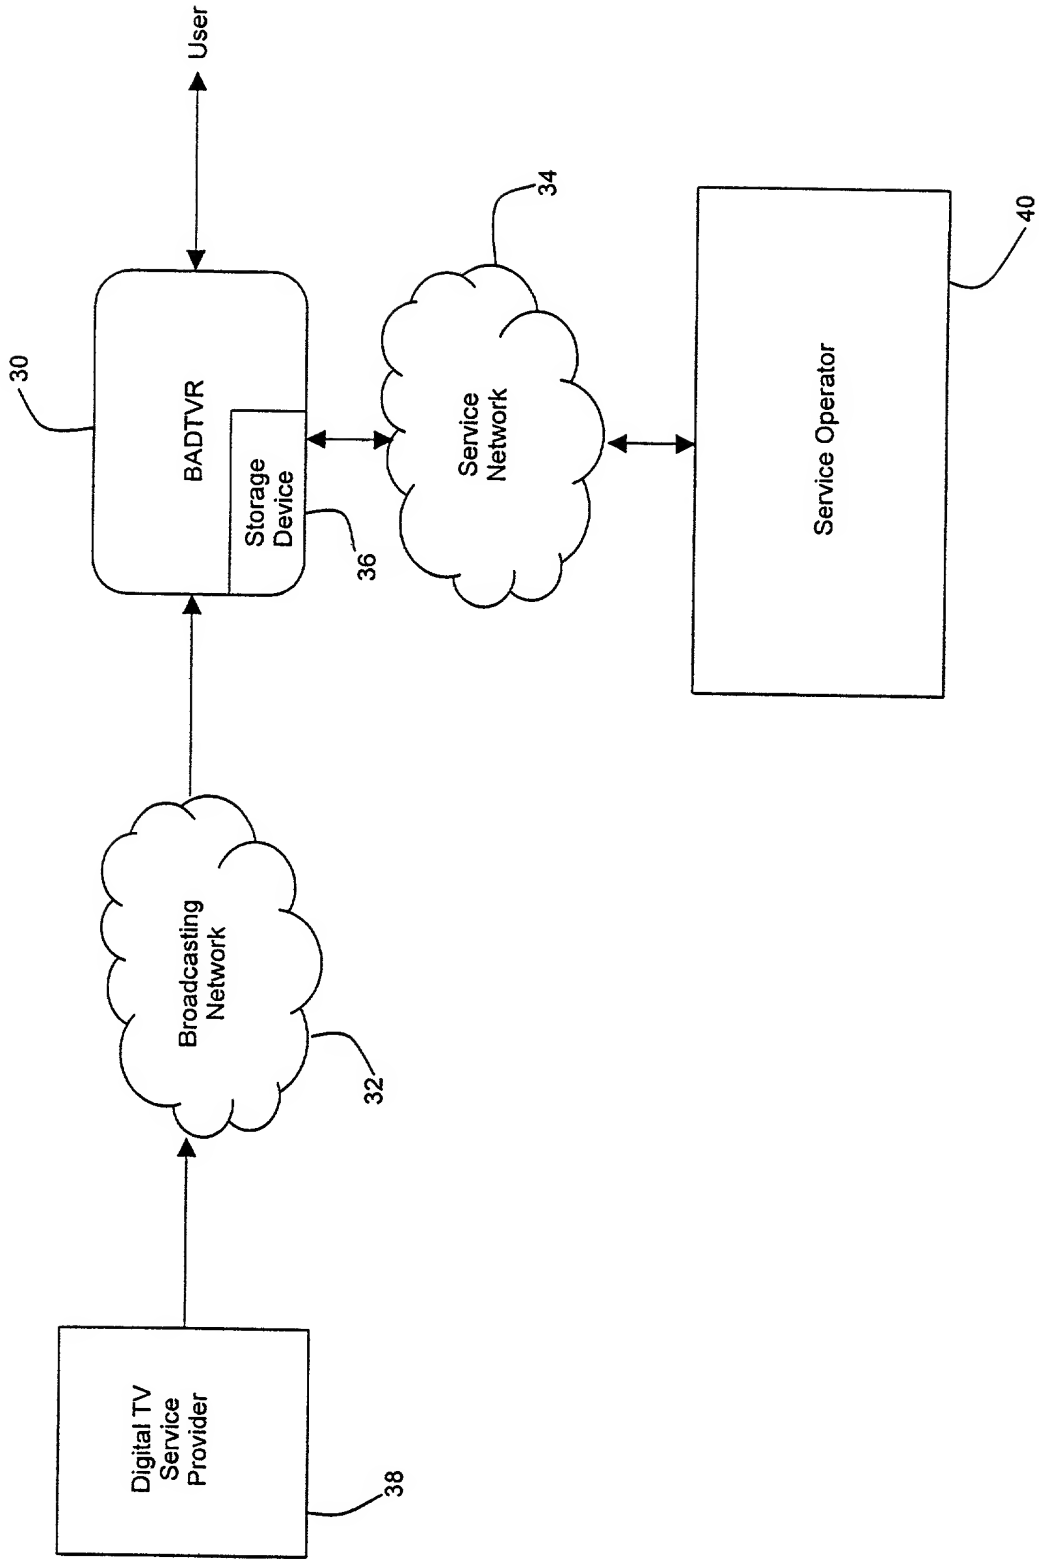 Digital TV
Service
Provider
38
Broadcasting
Network
32
30
BADTVR
Storage
Device
36
User
Service
Network
34
Service Operator
40